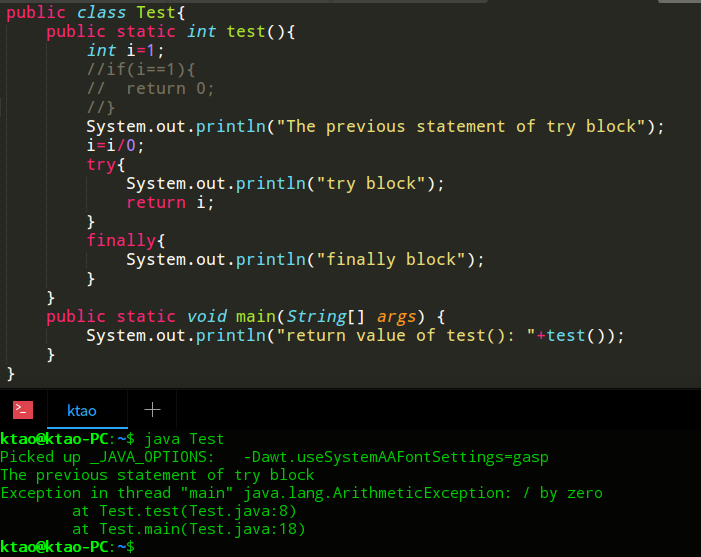 public class Test{
    public static int test(){
        int i=1;
        //if(i==1){
        //  return 0;
        //}
        System.out.println("The previous statement of try block");
        i=i/0;
        try{
            System.out.println("try block");
            return i;
        }
        finally{
            System.out.println("finally block");
        }
    }
    public static void main(String[] args) {
        System.out.println("return value of test(): "+test());
    }
}
>_ ktao +
ktao@ktao-PC:~$ java Test
Picked up _JAVA_OPTIONS:   -Dawt.useSystemAAFontSettings=gasp
The previous statement of try block
Exception in thread "main" java.lang.ArithmeticException: / by zero
        at Test.test(Test.java:8)
        at Test.main(Test.java:18)
ktao@ktao-PC:~$